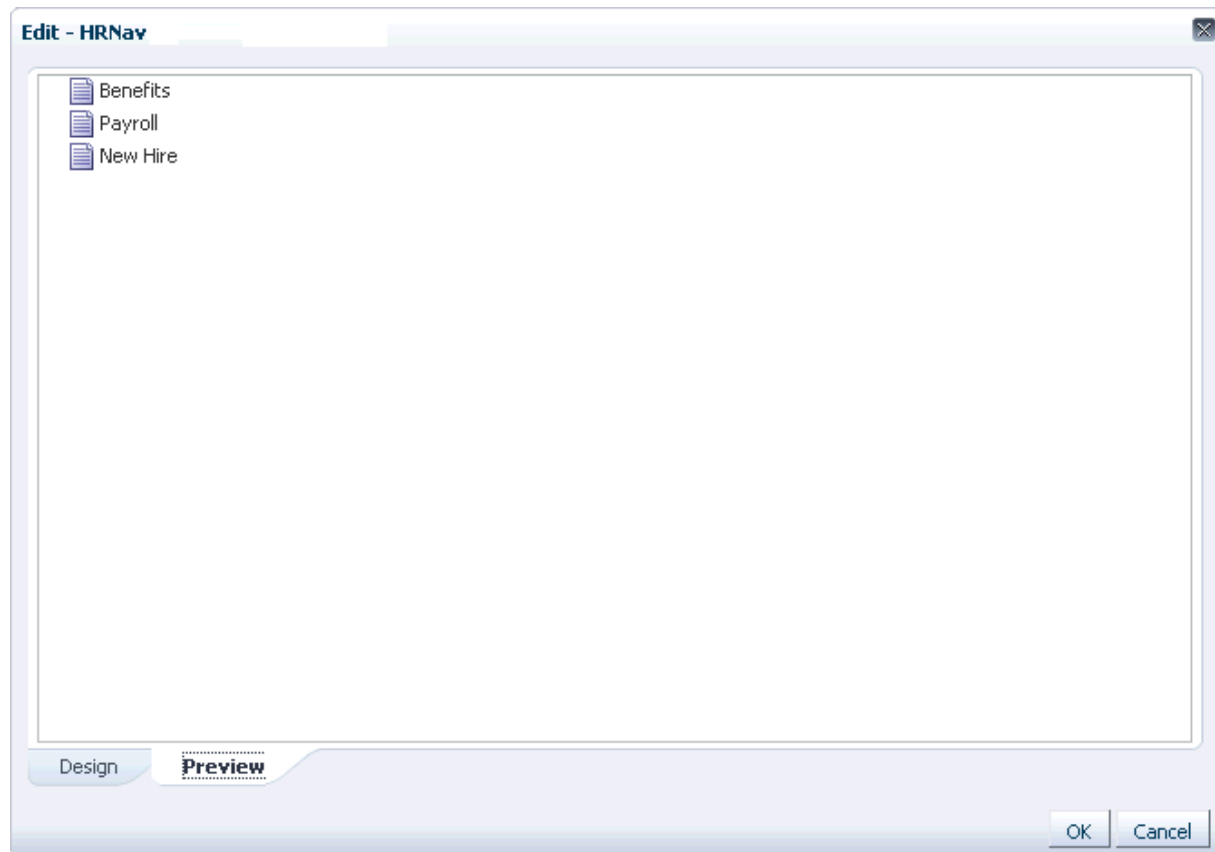 Edit - HRNav
Benefits
Payroll
New Hire
Design Preview
OK Cancel